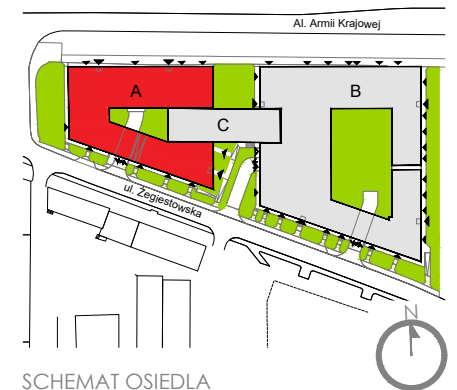 Al. Armii Krajowej
A
B
C
ul. Żegiestowska
N
SCHEMAT OSIEDLA